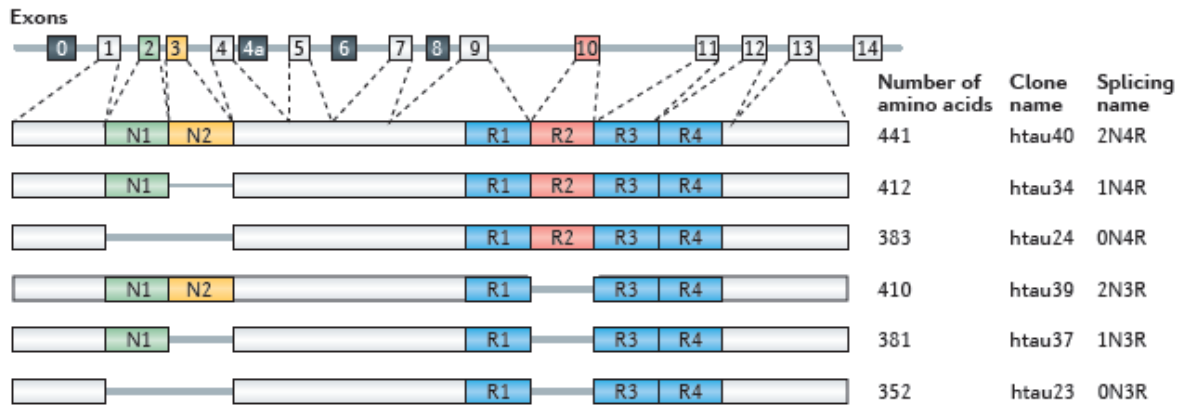 Exons
0 1 2 3 4 4a 5 6 7 8 9 10 11 12 13 14
Number of amino acids Clone name Splicing name
N1 N2 R1 R2 R3 R4 441 htau40 2N4R
N1 R1 R2 R3 R4 412 htau34 1N4R
R1 R2 R3 R4 383 htau24 0N4R
N1 N2 R1 R3 R4 410 htau39 2N3R
N1 R1 R3 R4 381 htau37 1N3R
R1 R3 R4 352 htau23 0N3R